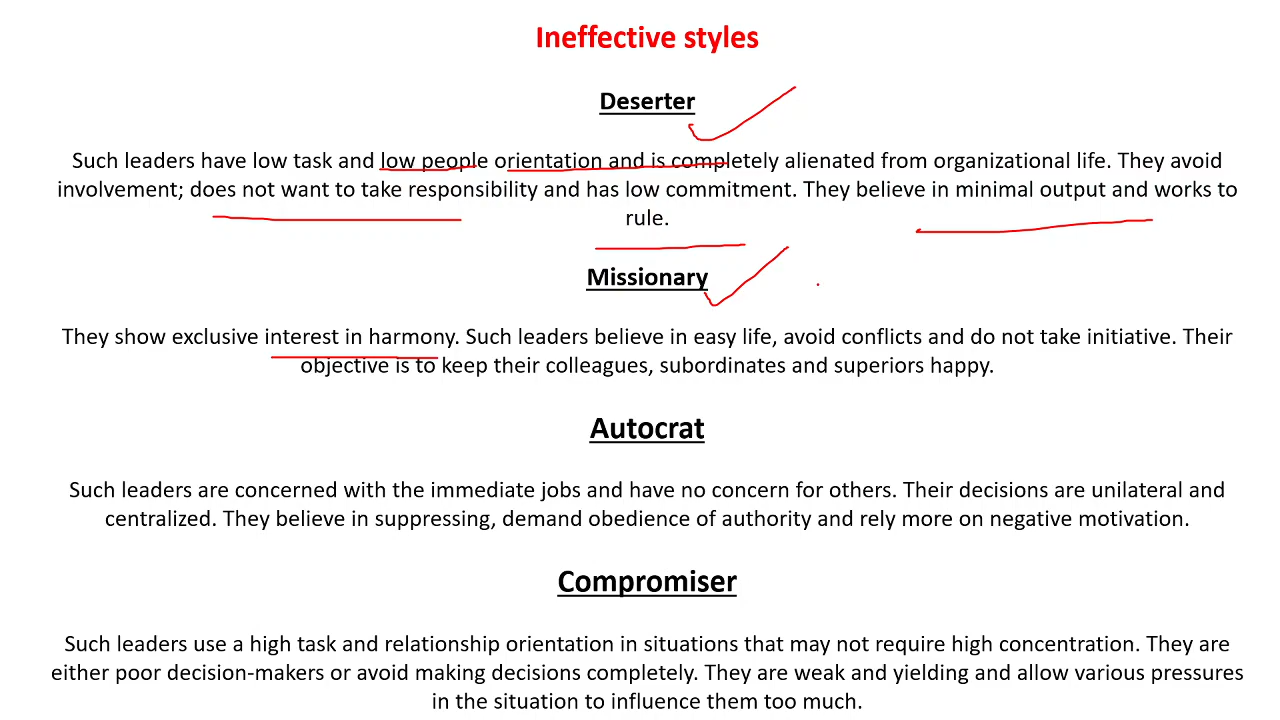 Ineffective styles
Deserter
Such leaders have low task and low people orientation and is completely alienated from organizational life. They avoid
involvement; does not want to take responsibility and has low commitment. They believe in minimal output and works to
rule.
Missionary
They show exclusive interest in harmony. Such leaders believe in easy life, avoid conflicts and do not take initiative. Their
objective is to keep their colleagues, subordinates and superiors happy.
Autocrat
Such leaders are concerned with the immediate jobs and have no concern for others. Their decisions are unilateral and
centralized. They believe in suppressing, demand obedience of authority and rely more on negative motivation.
Compromiser
Such leaders use a high task and relationship orientation in situations that may not require high concentration. They are
either poor decision-makers or avoid making decisions completely. They are weak and yielding and allow various pressures
in the situation to influence them too much.